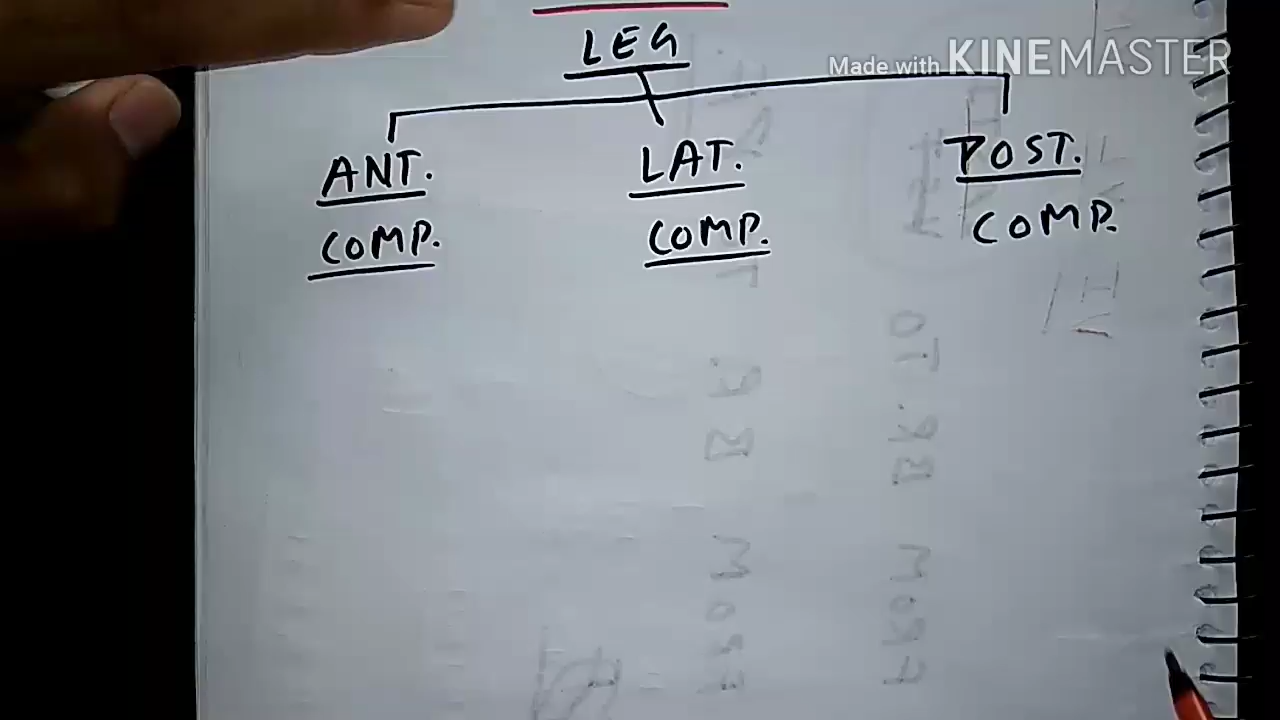 LEG
Made with KINEMASTER
ANT. LAT. POST.
COMP. COMP. COMP.